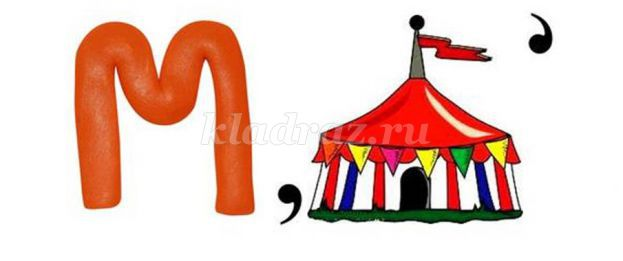 М , ,
kladraz.ru